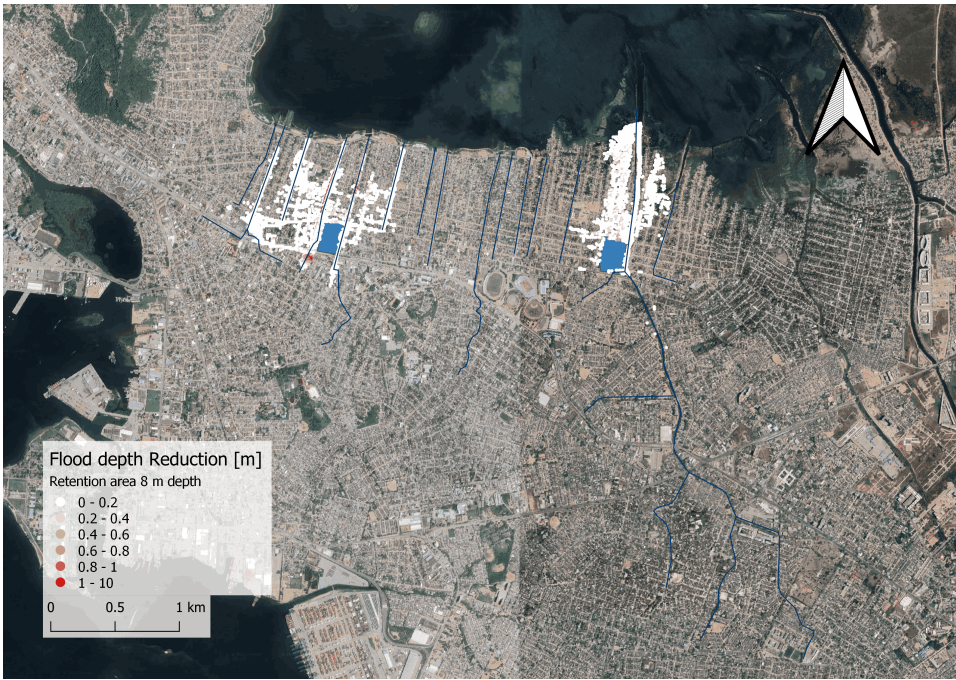 Flood depth Reduction [m]
Retention area 8 m depth
0 - 0.2
0.2 - 0.4
0.4 - 0.6
0.6 - 0.8
0.8 - 1
1 - 10
0 0.5 1 km